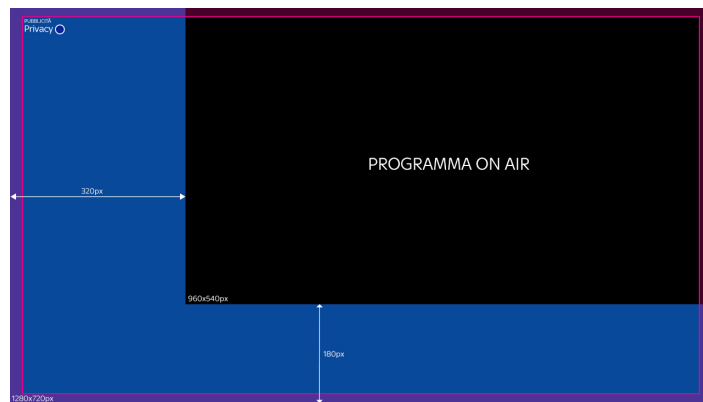 PUBBLICITÀ
Privacy
PROGRAMMA ON AIR
320px
960x540px
180px
1280x720px